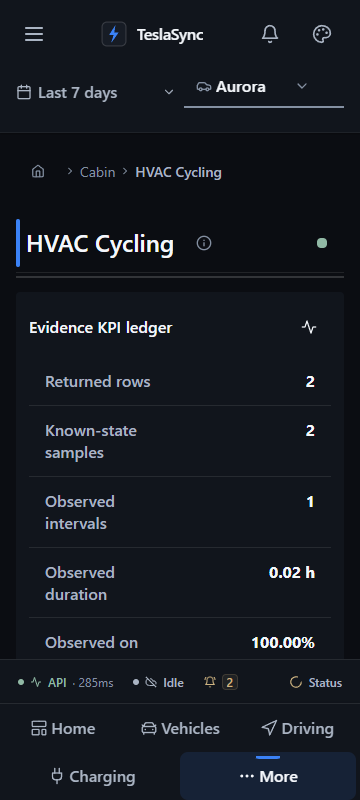 TeslaSync
Last 7 days
Aurora
Cabin
HVAC Cycling
HVAC Cycling
Evidence KPI ledger
Returned rows
2
Known-state
samples
2
Observed
intervals
1
Observed
duration
0.02 h
Observed on
100.00%
API · 285ms
Idle
2
Status
Home
Vehicles
Driving
Charging
More